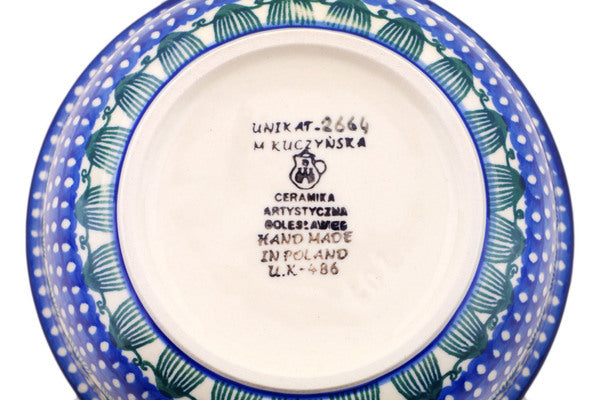 UNIKAT-2664
M KUCZYŃSKA
CERAMIKA
ARTYSTYCZNA
BOLESŁAWIEC
HAND MADE
IN POLAND
U.K-486